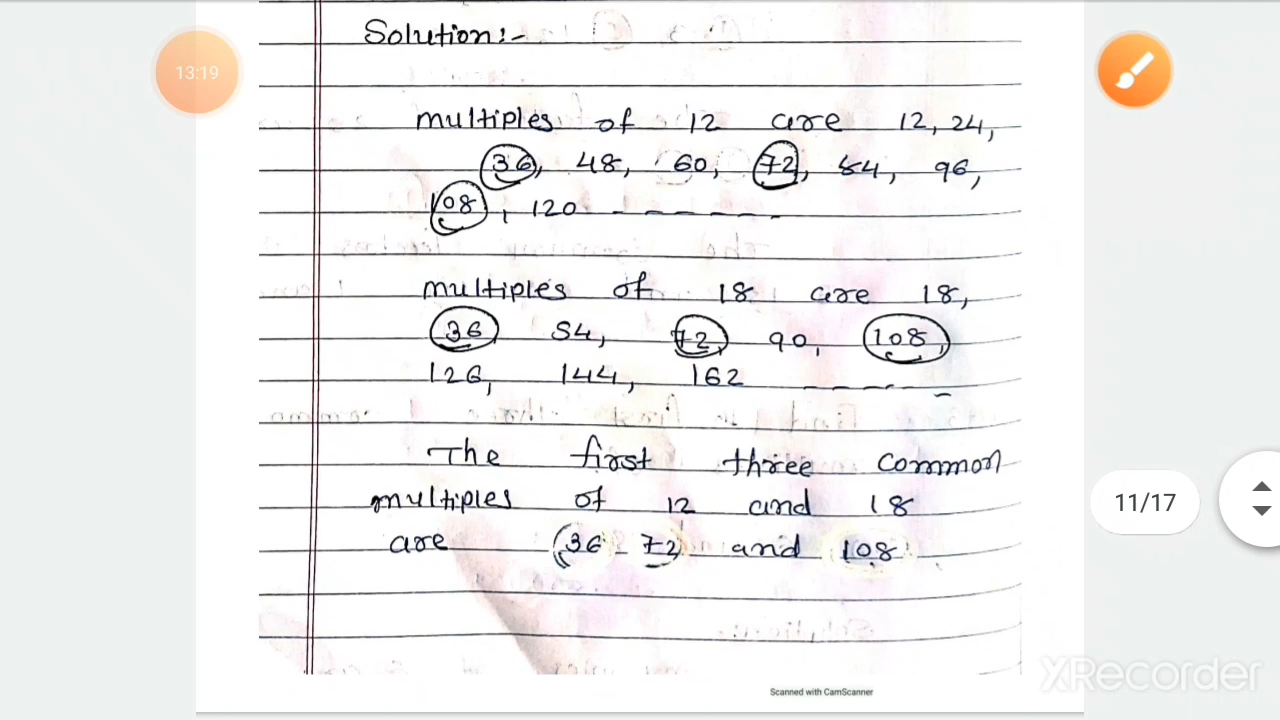 Solution:-
13:19
multiples of 12 are 12, 24,
36, 48, 60, 72, 84, 96,
108, 120 - - - - - - -
multiples of 18 are 18,
36 54, 72, 90, 108,
126, 144, 162 - - - - - -
The first three common
multiples of 12 and 18
are 36 72 and 108
11/17
XRecorder
Scanned with CamScanner